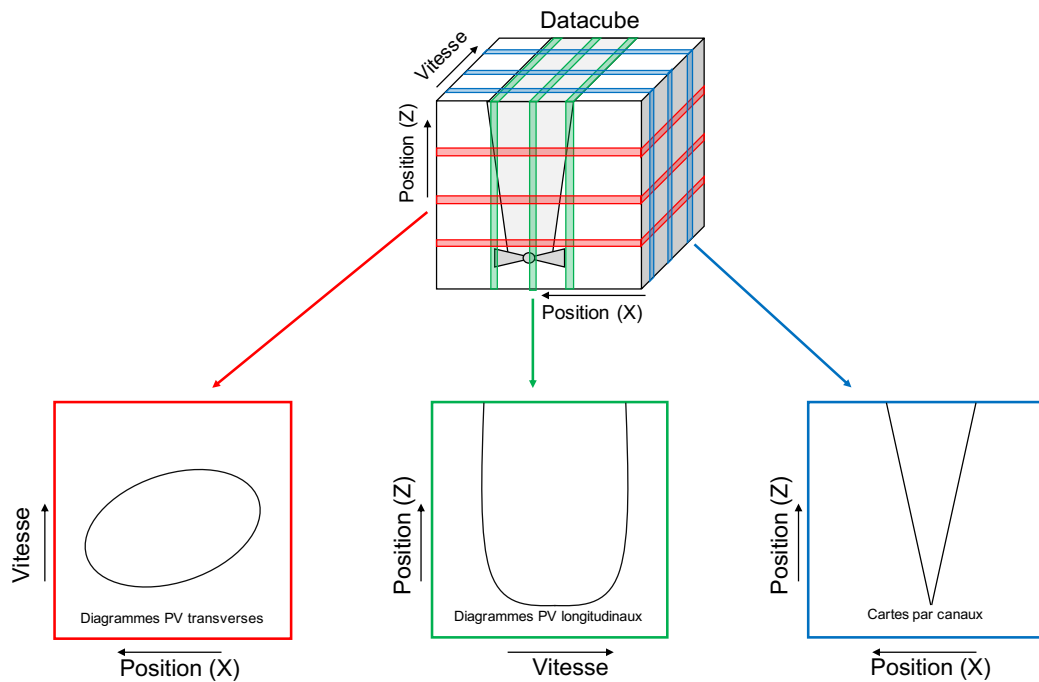 Datacube
Vitesse
Position (Z)
Position (X)
Vitesse
Diagrammes PV transverses
Position (X)
Position (Z)
Diagrammes PV longitudinaux
Vitesse
Position (Z)
Cartes par canaux
Position (X)